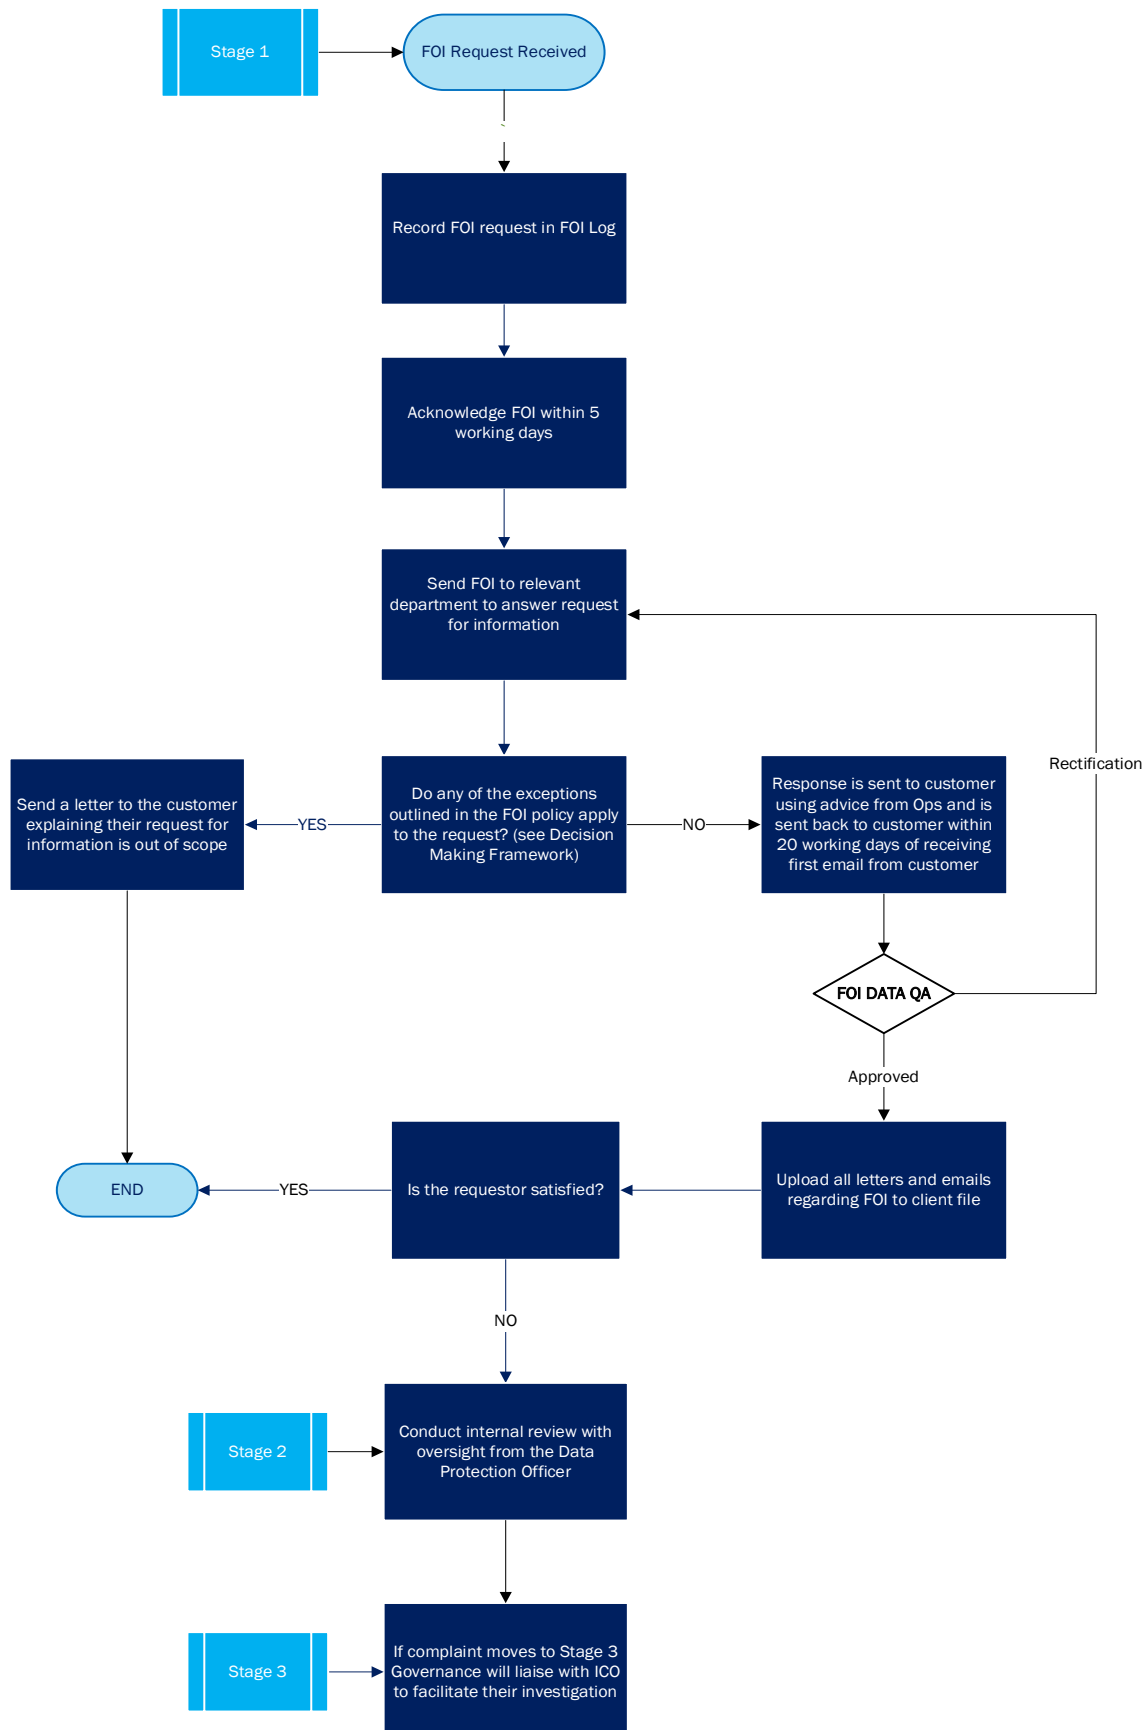 Stage 1
FOI Request Received
Record FOI request in FOI Log
Acknowledge FOI within 5
working days
Send FOI to relevant
department to answer request
for information
Rectification
Send a letter to the customer
explaining their request for
information is out of scope
YES
Do any of the exceptions
outlined in the FOI policy apply
to the request? (see Decision
Making Framework)
NO
Response is sent to customer
using advice from Ops and is
sent back to customer within
20 working days of receiving
first email from customer
FOI DATA QA
Approved
END
YES
Is the requestor satisfied?
Upload all letters and emails
regarding FOI to client file
NO
Stage 2
Conduct internal review with
oversight from the Data
Protection Officer
Stage 3
If complaint moves to Stage 3
Governance will liaise with ICO
to facilitate their investigation